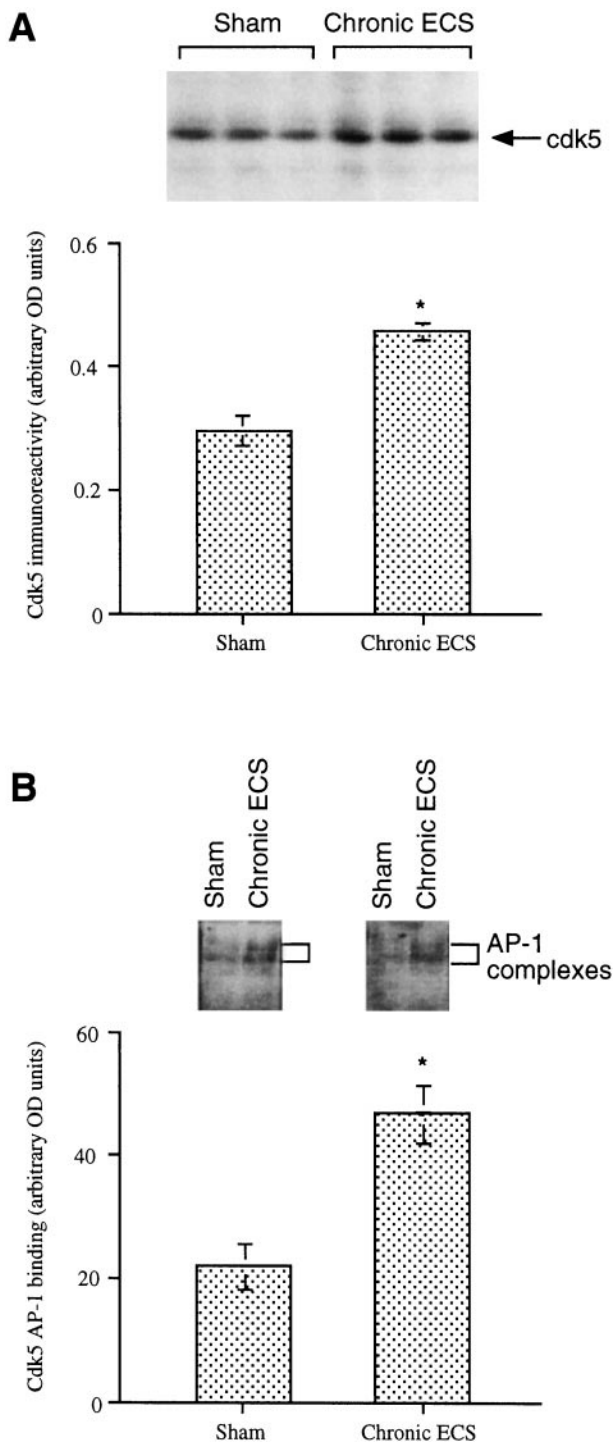 A
Sham Chronic ECS
cdk5
Cdk5 immunoreactivity (arbitrary OD units)
0.6
0.4
0.2
0
*
Sham Chronic ECS
B
Sham Chronic ECS Sham Chronic ECS
AP-1
complexes
Cdk5 AP-1 binding (arbitrary OD units)
60
40
20
0
*
Sham Chronic ECS